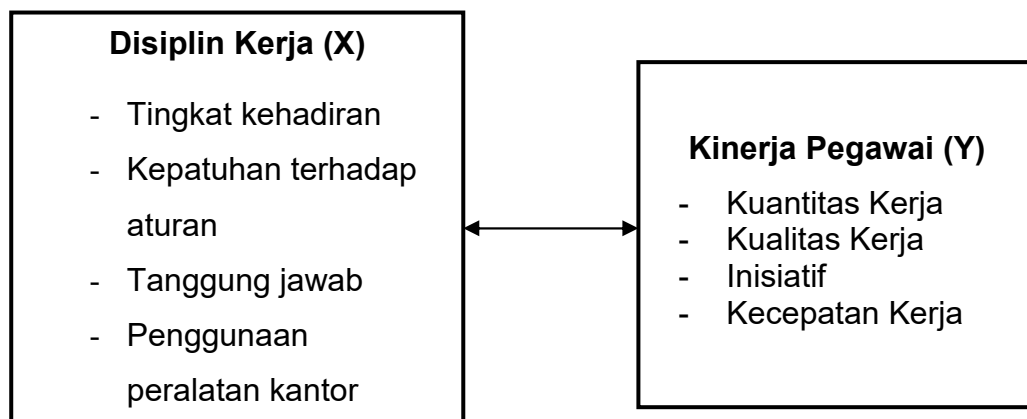 Disiplin Kerja (X)
- Tingkat kehadiran
- Kepatuhan terhadap
aturan
- Tanggung jawab
- Penggunaan
peralatan kantor
Kinerja Pegawai (Y)
- Kuantitas Kerja
- Kualitas Kerja
- Inisiatif
- Kecepatan Kerja